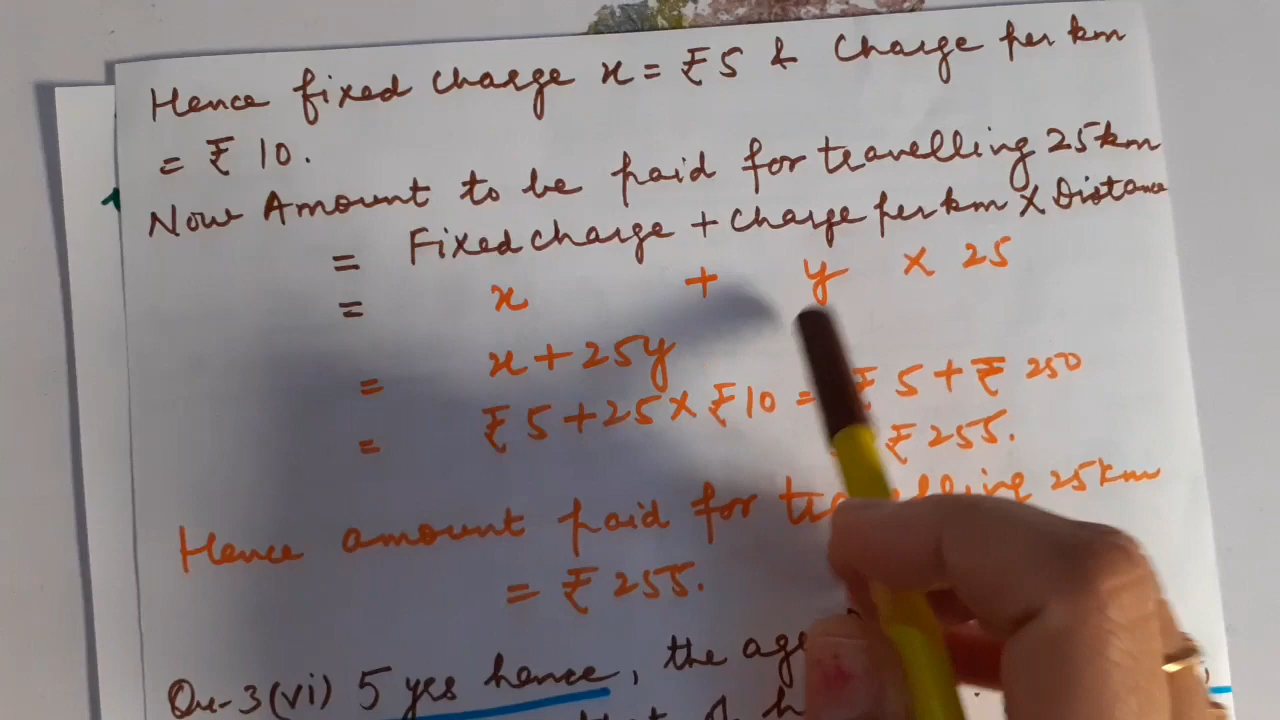 Hence fixed charge x = ₹5 & Charge per km
= ₹ 10.
Now Amount to be paid for travelling 25km
= Fixed charge + charge per km × Distance
= x + y × 25
= x + 25y
= ₹ 5 + 25 × ₹ 10 = ₹ 5 + ₹ 250
₹ 255.
Hence amount paid for travelling 25km
= ₹ 255.
Que-3(vi) 5 yrs hence, the age
of